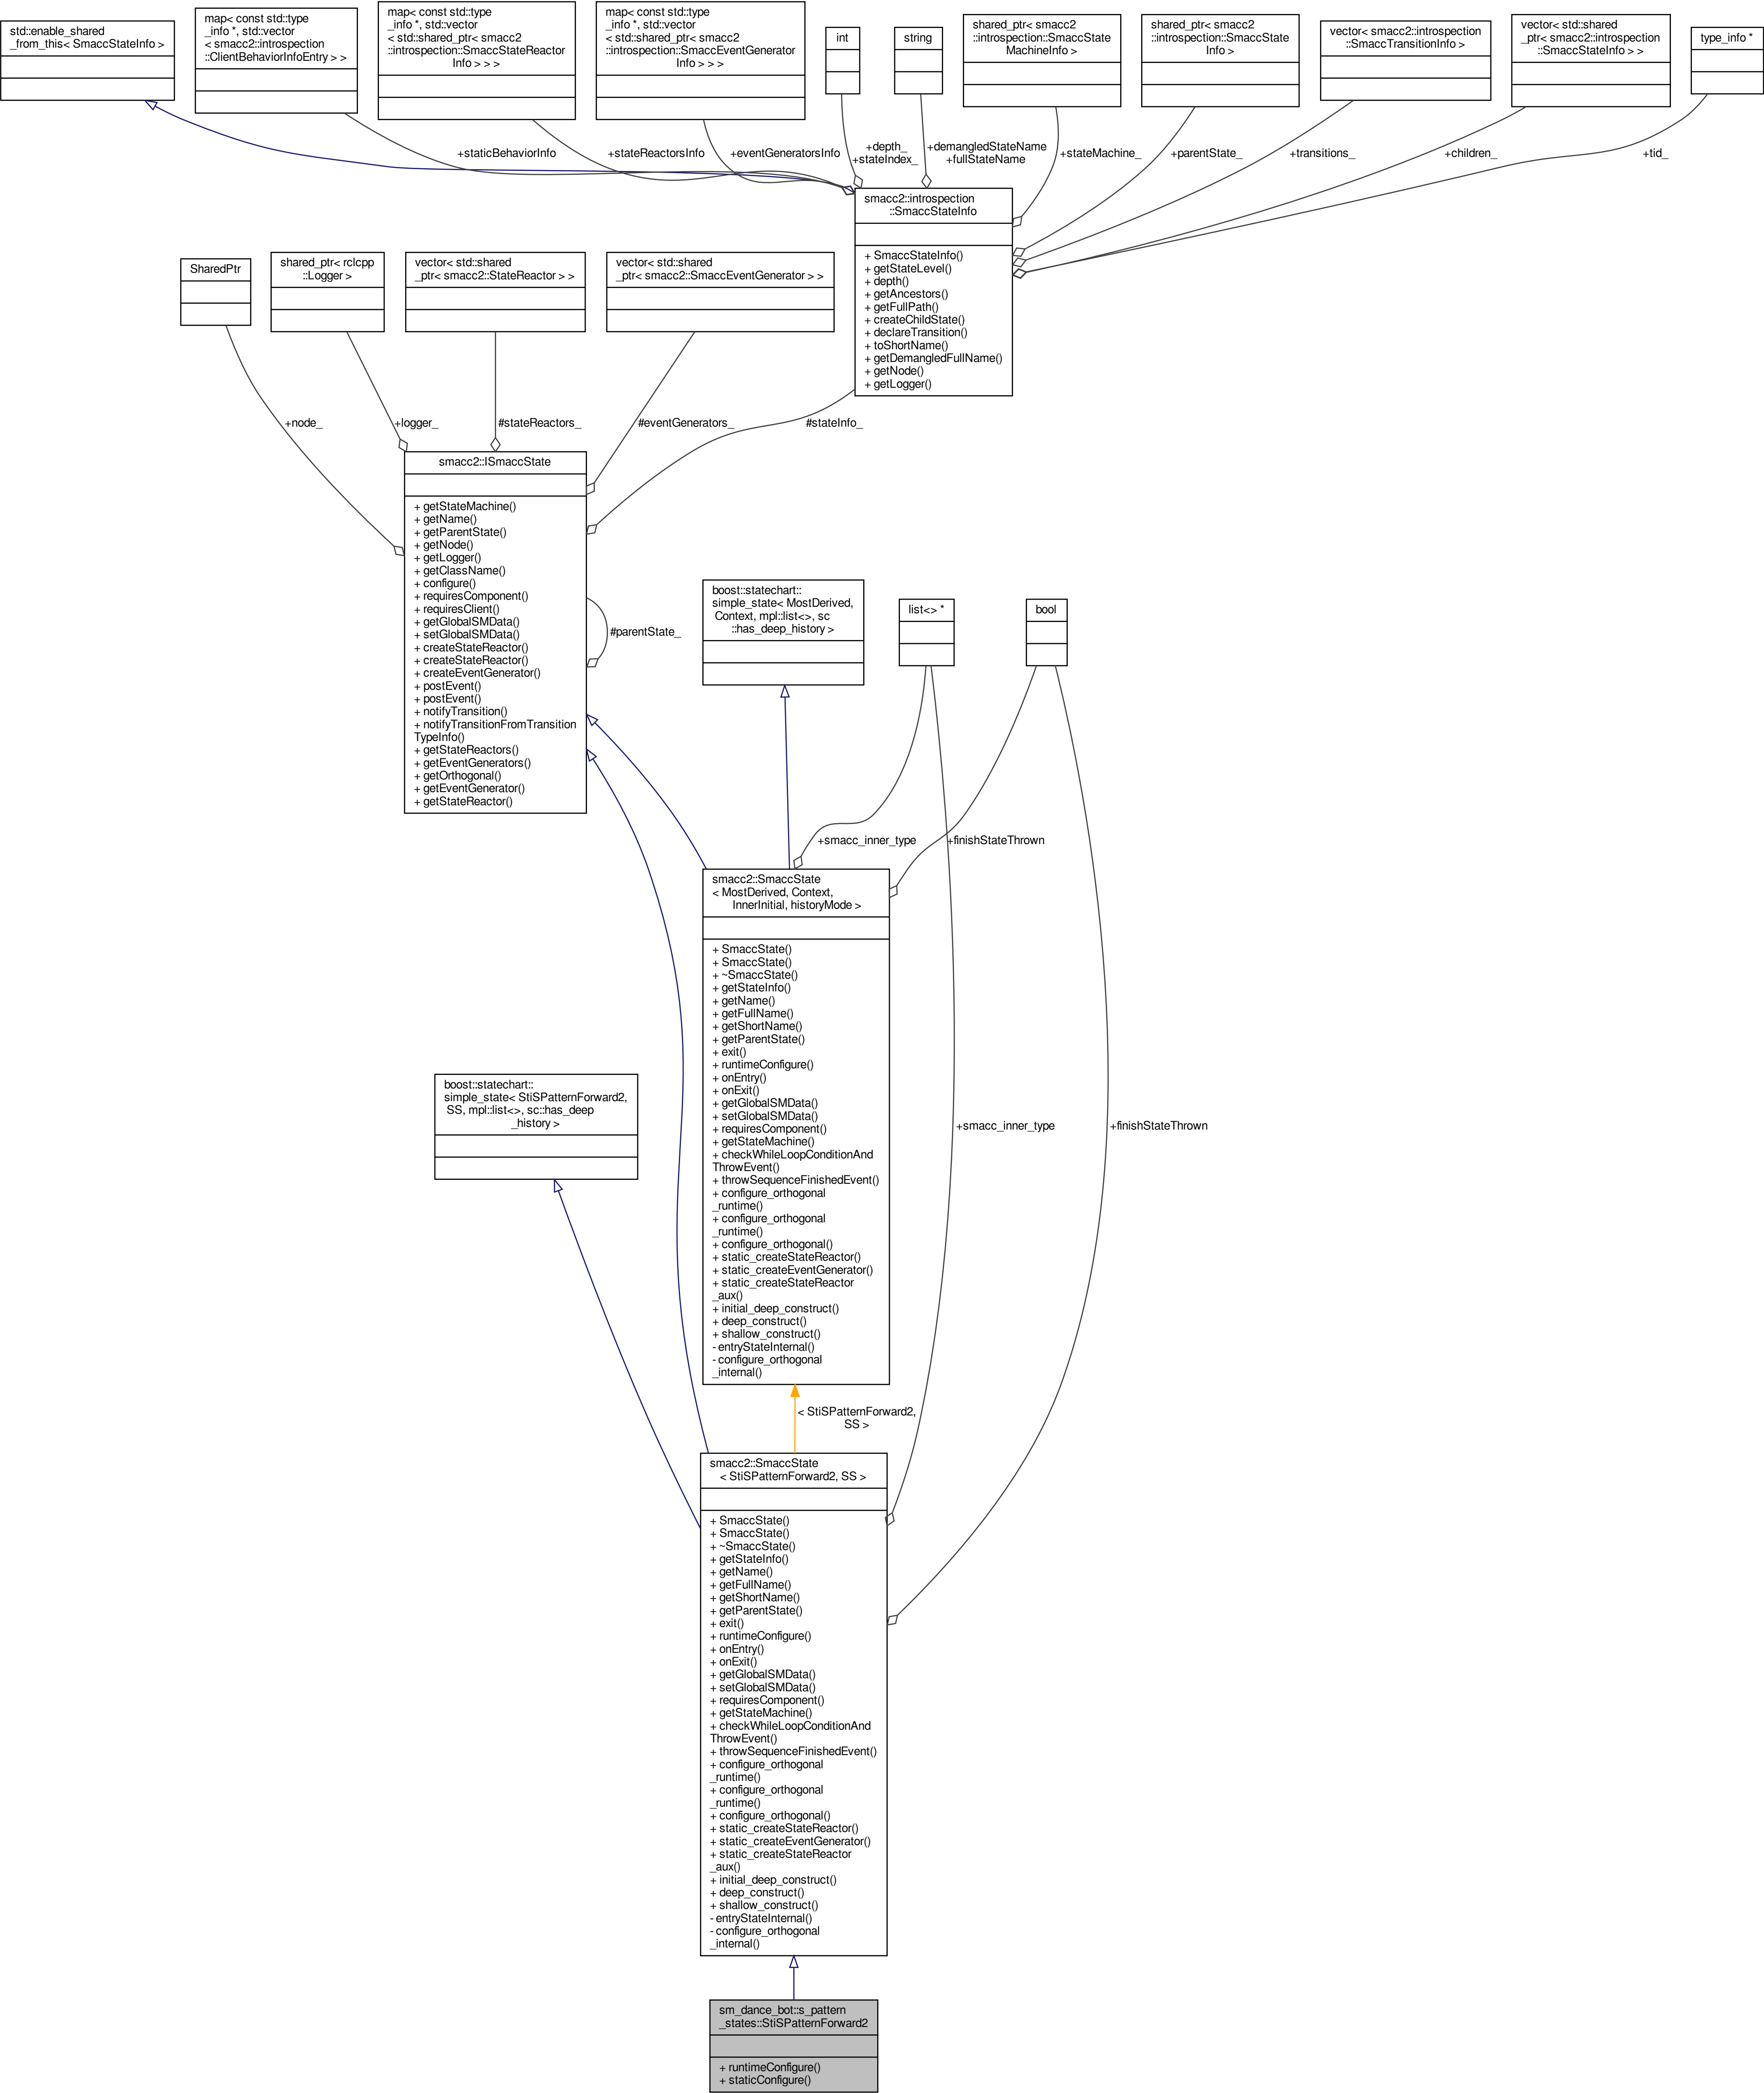 std::enable_shared
_from_this< SmaccStateInfo >
map< const std::type
_info *, std::vector
< smacc2::introspection
::ClientBehaviorInfoEntry > >
map< const std::type
_info *, std::vector
< std::shared_ptr< smacc2
::introspection::SmaccStateReactor
Info > > >
map< const std::type
_info *, std::vector
< std::shared_ptr< smacc2
::introspection::SmaccEventGenerator
Info > > >
int
string
shared_ptr< smacc2
::introspection::SmaccState
MachineInfo >
shared_ptr< smacc2
::introspection::SmaccState
Info >
vector< smacc2::introspection
::SmaccTransitionInfo >
vector< std::shared
_ptr< smacc2::introspection
::SmaccStateInfo > >
type_info *
+staticBehaviorInfo
+stateReactorsInfo
+eventGeneratorsInfo
+depth_
+stateIndex_
+demangledStateName
+fullStateName
+stateMachine_
+parentState_
+transitions_
+children_
+tid_
smacc2::introspection
::SmaccStateInfo
+ SmaccStateInfo()
+ getStateLevel()
+ depth()
+ getAncestors()
+ getFullPath()
+ createChildState()
+ declareTransition()
+ toShortName()
+ getDemangledFullName()
+ getNode()
+ getLogger()
SharedPtr
shared_ptr< rclcpp
::Logger >
vector< std::shared
_ptr< smacc2::StateReactor > >
vector< std::shared
_ptr< smacc2::SmaccEventGenerator > >
+node_
+logger_
#stateReactors_
#eventGenerators_
#stateInfo_
smacc2::ISmaccState
+ getStateMachine()
+ getName()
+ getParentState()
+ getNode()
+ getLogger()
+ getClassName()
+ configure()
+ requiresComponent()
+ requiresClient()
+ getGlobalSMData()
+ setGlobalSMData()
+ createStateReactor()
+ createStateReactor()
+ createEventGenerator()
+ postEvent()
+ postEvent()
+ notifyTransition()
+ notifyTransitionFromTransition
TypeInfo()
+ getStateReactors()
+ getEventGenerators()
+ getOrthogonal()
+ getEventGenerator()
+ getStateReactor()
#parentState_
boost::statechart::
simple_state< MostDerived,
Context, mpl::list<>, sc
::has_deep_history >
list<> *
bool
+smacc_inner_type
+finishStateThrown
smacc2::SmaccState
< MostDerived, Context,
InnerInitial, historyMode >
+ SmaccState()
+ SmaccState()
+ ~SmaccState()
+ getStateInfo()
+ getName()
+ getFullName()
+ getShortName()
+ getParentState()
+ exit()
+ runtimeConfigure()
+ onEntry()
+ onExit()
+ getGlobalSMData()
+ setGlobalSMData()
+ requiresComponent()
+ getStateMachine()
+ checkWhileLoopConditionAnd
ThrowEvent()
+ throwSequenceFinishedEvent()
+ configure_orthogonal
_runtime()
+ configure_orthogonal
_runtime()
+ configure_orthogonal()
+ static_createStateReactor()
+ static_createEventGenerator()
+ static_createStateReactor
_aux()
+ initial_deep_construct()
+ deep_construct()
+ shallow_construct()
- entryStateInternal()
- configure_orthogonal
_internal()
boost::statechart::
simple_state< StiSPatternForward2,
SS, mpl::list<>, sc::has_deep
_history >
+smacc_inner_type
+finishStateThrown
< StiSPatternForward2,
SS >
smacc2::SmaccState
< StiSPatternForward2, SS >
+ SmaccState()
+ SmaccState()
+ ~SmaccState()
+ getStateInfo()
+ getName()
+ getFullName()
+ getShortName()
+ getParentState()
+ exit()
+ runtimeConfigure()
+ onEntry()
+ onExit()
+ getGlobalSMData()
+ setGlobalSMData()
+ requiresComponent()
+ getStateMachine()
+ checkWhileLoopConditionAnd
ThrowEvent()
+ throwSequenceFinishedEvent()
+ configure_orthogonal
_runtime()
+ configure_orthogonal
_runtime()
+ configure_orthogonal()
+ static_createStateReactor()
+ static_createEventGenerator()
+ static_createStateReactor
_aux()
+ initial_deep_construct()
+ deep_construct()
+ shallow_construct()
- entryStateInternal()
- configure_orthogonal
_internal()
sm_dance_bot::s_pattern
_states::StiSPatternForward2
+ runtimeConfigure()
+ staticConfigure()